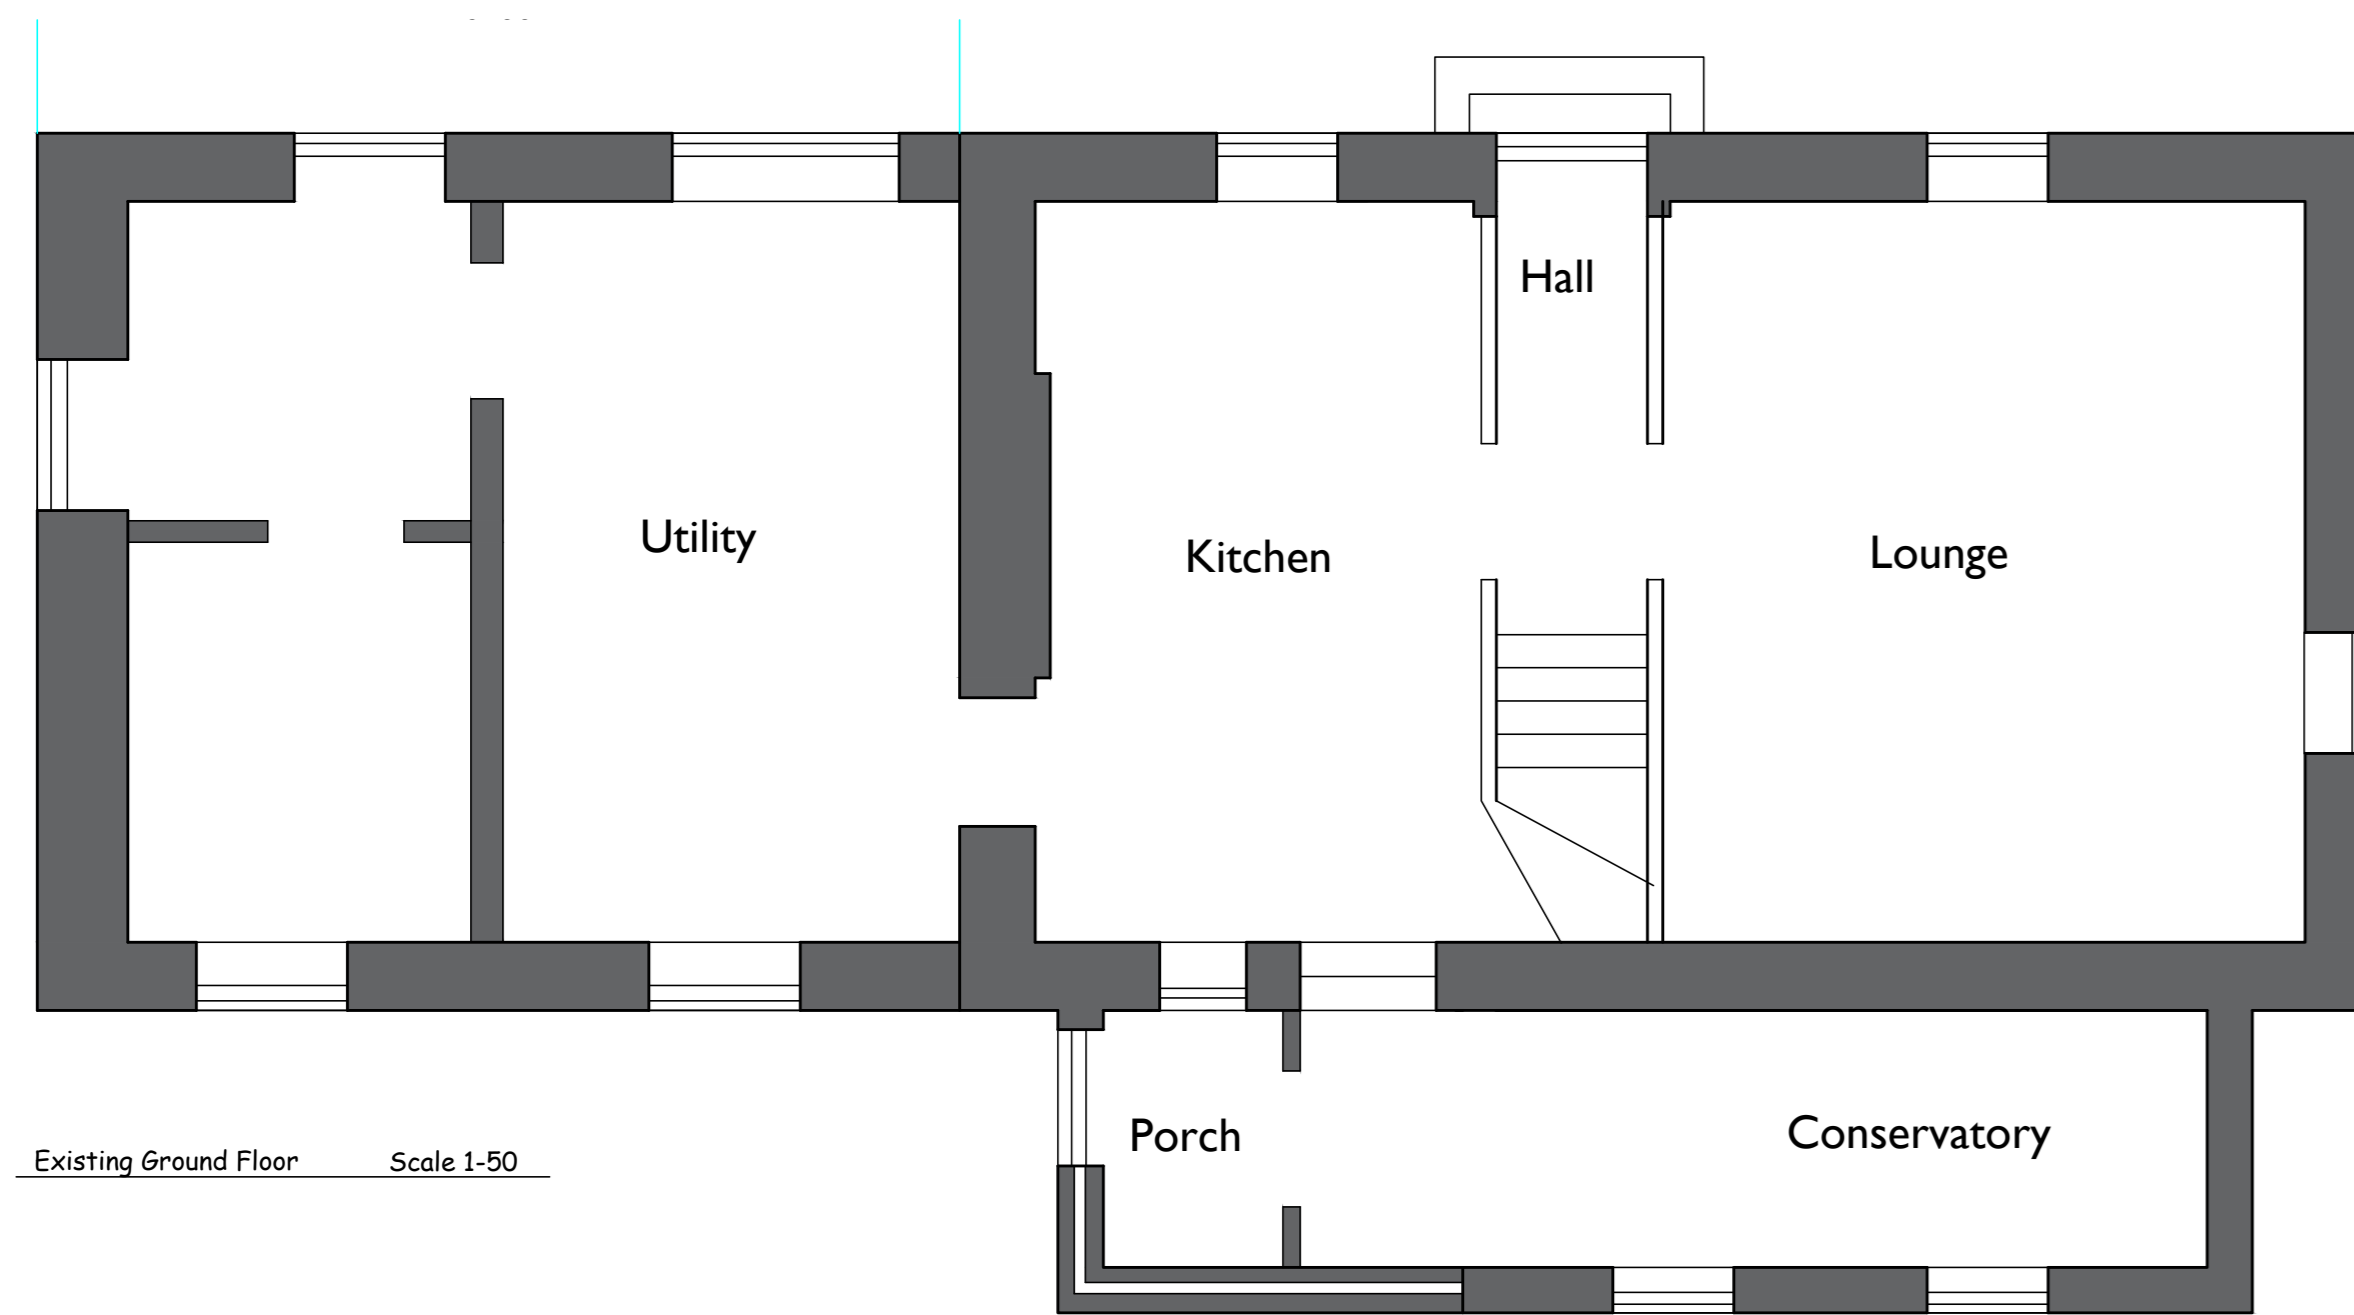 Hall
Utility
Kitchen
Lounge
Porch
Conservatory
Existing Ground Floor Scale 1-50